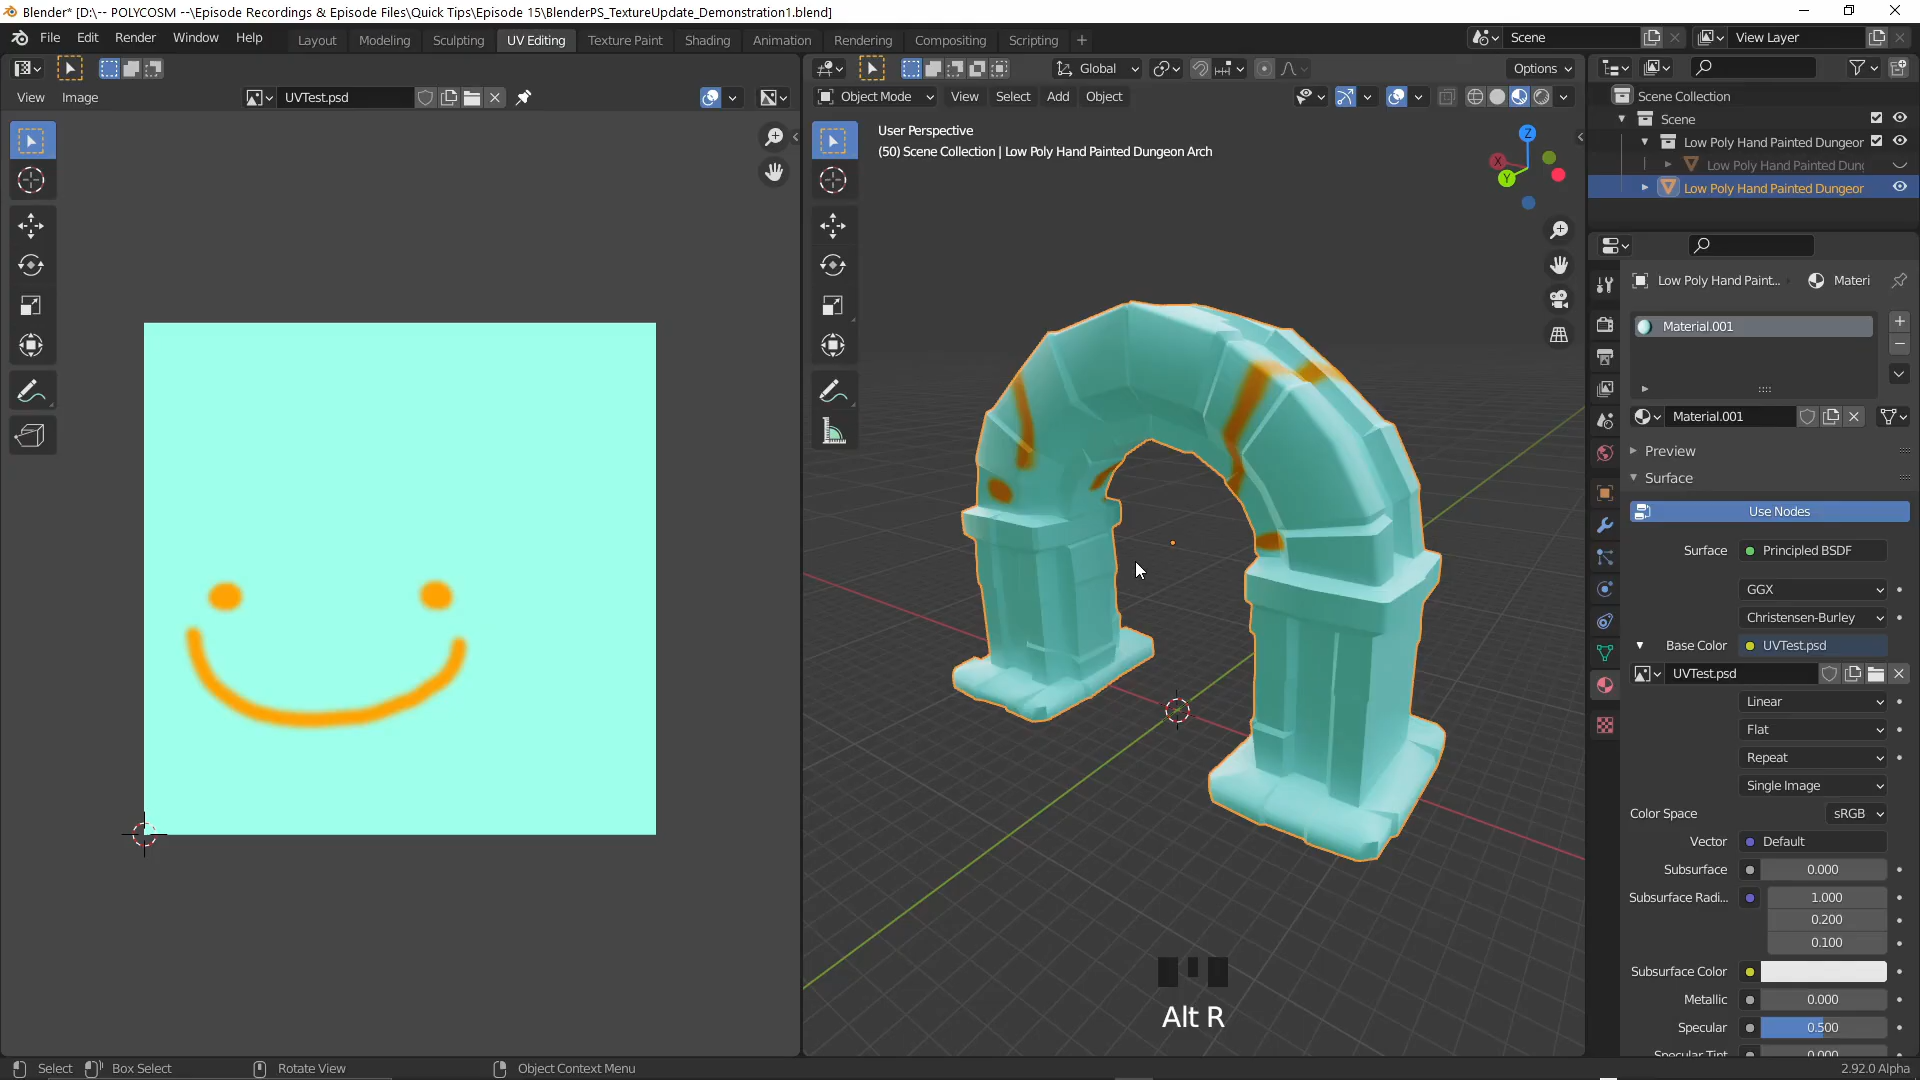 Blender* [D:\-- POLYCOSM --\Episode Recordings & Episode Files\Quick Tips\Episode 15\BlenderPS_TextureUpdate_Demonstration1.blend]
File Edit Render Window Help Layout Modeling Sculpting UV Editing Texture Paint Shading Animation Rendering Compositing Scripting + Scene View Layer
Global Options
View Image UVTest.psd Object Mode View Select Add Object
User Perspective
(50) Scene Collection | Low Poly Hand Painted Dungeon Arch
Z
X
Y
Scene Collection
Scene
Low Poly Hand Painted Dungeor
Low Poly Hand Painted Dung
Low Poly Hand Painted Dungeor
Low Poly Hand Paint... Materi
Material.001
Material.001
Preview
Surface
Use Nodes
Surface Principled BSDF
GGX
Christensen-Burley
Base Color UVTest.psd
UVTest.psd
Linear
Flat
Repeat
Single Image
Color Space sRGB
Vector Default
Subsurface 0.000
Subsurface Radi... 1.000
0.200
0.100
Subsurface Color
Metallic 0.000
Specular 0.500
Specular Tint 0.000
Alt R
Select Box Select Rotate View Object Context Menu 2.92.0 Alpha